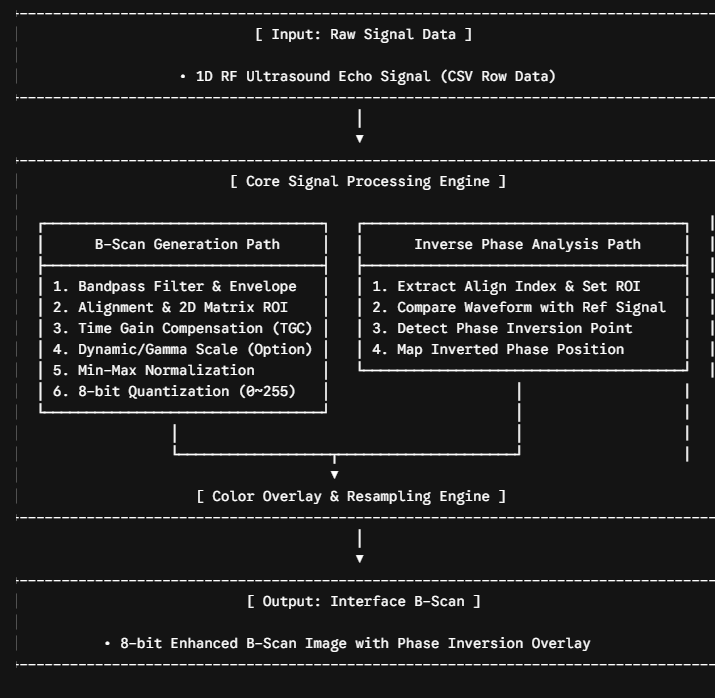 [ Input: Raw Signal Data ]
• 1D RF Ultrasound Echo Signal (CSV Row Data)
[ Core Signal Processing Engine ]
B-Scan Generation Path
1. Bandpass Filter & Envelope
2. Alignment & 2D Matrix ROI
3. Time Gain Compensation (TGC)
4. Dynamic/Gamma Scale (Option)
5. Min-Max Normalization
6. 8-bit Quantization (0~255)
Inverse Phase Analysis Path
1. Extract Align Index & Set ROI
2. Compare Waveform with Ref Signal
3. Detect Phase Inversion Point
4. Map Inverted Phase Position
[ Color Overlay & Resampling Engine ]
[ Output: Interface B-Scan ]
• 8-bit Enhanced B-Scan Image with Phase Inversion Overlay